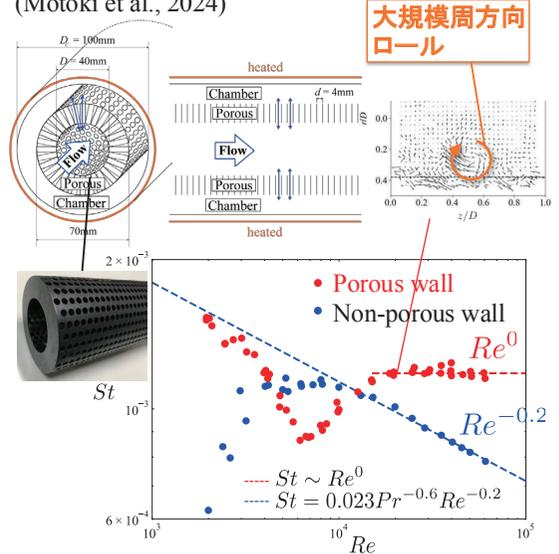 (Motoki et al., 2024)
大規模周方向
ロール
D = 100mm
D = 40mm
Flow
Porous
Chamber
70mm
heated
Chamber
Porous
d = 4mm
Flow
Porous
Chamber
heated
0.0
0.2
0.4
0.0 0.2 0.4 0.6 0.8 1.0
z/D
2×10⁻³
10⁻³
6×10⁻⁴
St
Porous wall
Non-porous wall
Re⁰
Re⁻⁰·²
St ∼ Re⁰
St = 0.023Pr⁻⁰·⁶Re⁻⁰·²
10³ 10⁴ 10⁵
Re